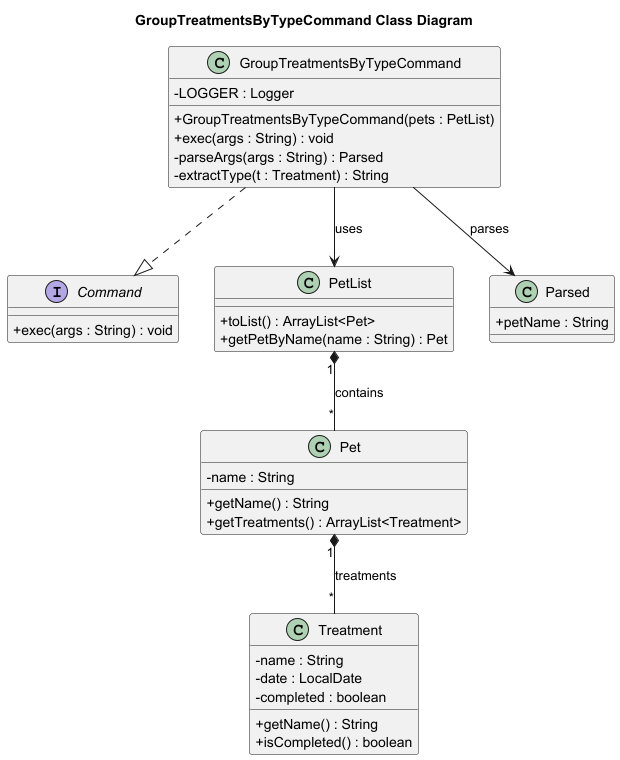 GroupTreatmentsByTypeCommand Class Diagram
C GroupTreatmentsByTypeCommand
-LOGGER : Logger
+GroupTreatmentsByTypeCommand(pets : PetList)
+exec(args : String) : void
-parseArgs(args : String) : Parsed
-extractType(t : Treatment) : String
uses
parses
I Command
+exec(args : String) : void
C PetList
+toList() : ArrayList<Pet>
+getPetByName(name : String) : Pet
C Parsed
+petName : String
1
contains
*
C Pet
-name : String
+getName() : String
+getTreatments() : ArrayList<Treatment>
1
treatments
*
C Treatment
-name : String
-date : LocalDate
-completed : boolean
+getName() : String
+isCompleted() : boolean